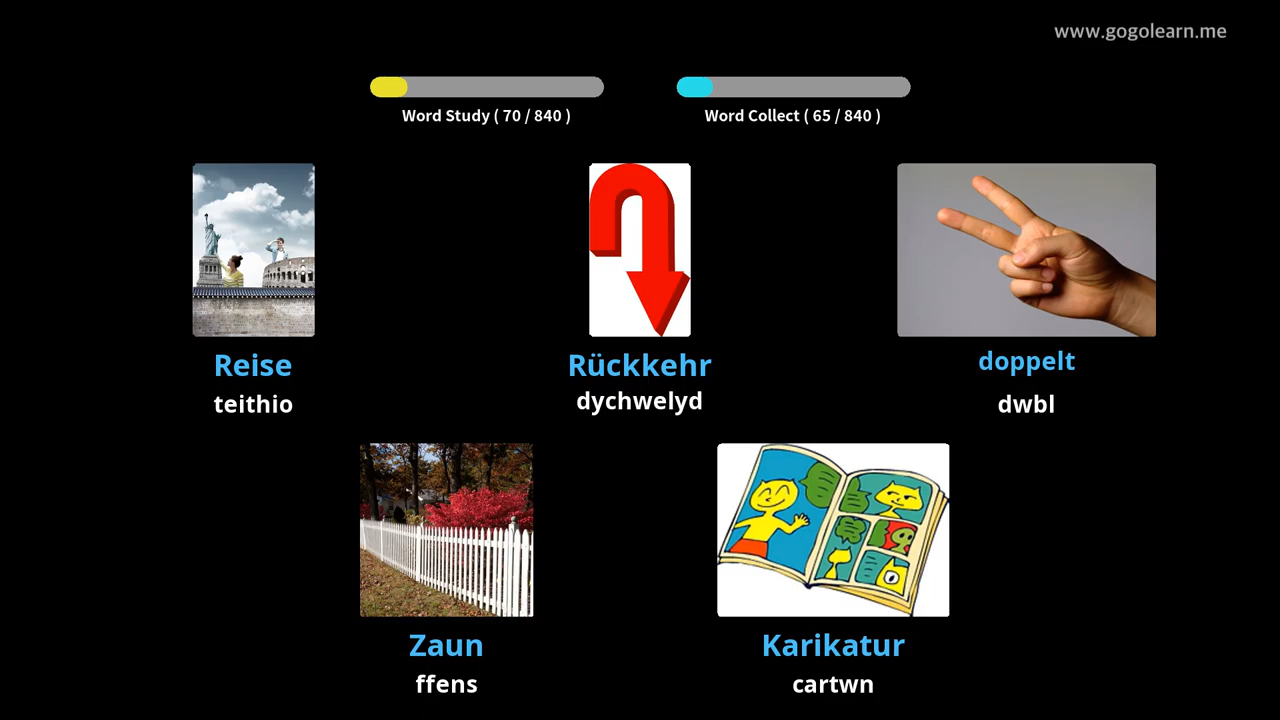 www.gogolearn.me
Word Study ( 70 / 840 )
Word Collect ( 65 / 840 )
Reise
teithio
Rückkehr
dychwelyd
doppelt
dwbl
Zaun
ffens
Karikatur
cartwn